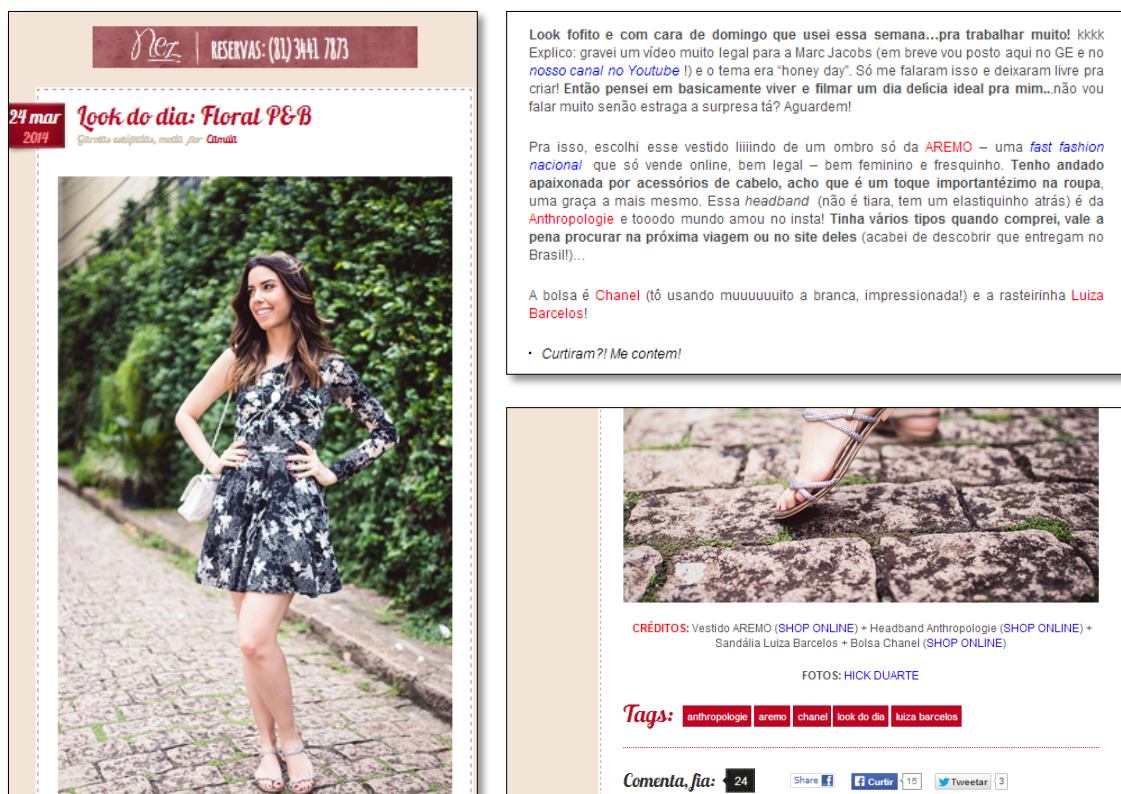 Nez | RESERVAS: (81) 3441 7873
24 mar
2014
Look do dia: Floral P&B
Garotas estúpidas, moda por Camila
Look fofito e com cara de domingo que usei essa semana…pra trabalhar muito! kkkk
Explico: gravei um vídeo muito legal para a Marc Jacobs (em breve vou posto aqui no GE e no
nosso canal no Youtube !) e o tema era “honey day”. Só me falaram isso e deixaram livre pra
criar! Então pensei em basicamente viver e filmar um dia delícia ideal pra mim...não vou
falar muito senão estraga a surpresa tá? Aguardem!
Pra isso, escolhi esse vestido liiiindo de um ombro só da AREMO – uma fast fashion
nacional que só vende online, bem legal – bem feminino e fresquinho. Tenho andado
apaixonada por acessórios de cabelo, acho que é um toque importantézimo na roupa,
uma graça a mais mesmo. Essa headband (não é tiara, tem um elastiquinho atrás) é da
Anthropologie e tooodo mundo amou no insta! Tinha vários tipos quando comprei, vale a
pena procurar na próxima viagem ou no site deles (acabei de descobrir que entregam no
Brasil!)…
A bolsa é Chanel (tô usando muuuuuuito a branca, impressionada!) e a rasteirinha Luiza
Barcelos!
· Curtiram?! Me contem!
CRÉDITOS: Vestido AREMO (SHOP ONLINE) + Headband Anthropologie (SHOP ONLINE) +
Sandália Luiza Barcelos + Bolsa Chanel (SHOP ONLINE)
FOTOS: HICK DUARTE
Tags: anthropologie aremo chanel look do dia luiza barcelos
Comenta, fia: 24 Share f f Curtir 15 Tweetar 3